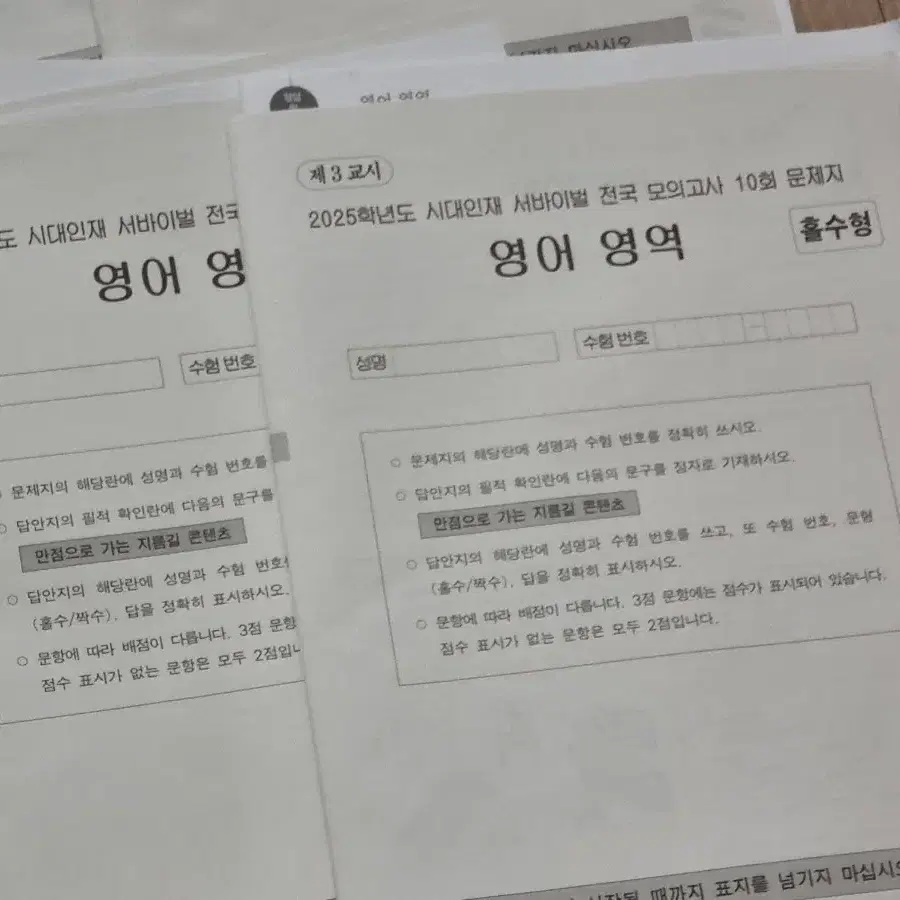 마십시오
영어 영역
도 시대인재 서바이벌 전국
영어 영
수험 번호
문제지의 해당란에 성명과 수험 번호를
○ 답안지의 필적 확인란에 다음의 문구를
만점으로 가는 지름길 콘텐츠
○ 답안지의 해당란에 성명과 수험 번호
(홀수/짝수), 답을 정확히 표시하시오.
○ 문항에 따라 배점이 다릅니다. 3점 문항
점수 표시가 없는 문항은 모두 2점입니
제 3 교시
2025학년도 시대인재 서바이벌 전국 모의고사 10회 문제지
영어 영역
홀수형
성명
수험 번호 –
○ 문제지의 해당란에 성명과 수험 번호를 정확히 쓰시오.
○ 답안지의 필적 확인란에 다음의 문구를 정자로 기재하시오.
만점으로 가는 지름길 콘텐츠
○ 답안지의 해당란에 성명과 수험 번호를 쓰고, 또 수험 번호, 문형
(홀수/짝수), 답을 정확히 표시하시오.
○ 문항에 따라 배점이 다릅니다. 3점 문항에는 점수가 표시되어 있습니다.
점수 표시가 없는 문항은 모두 2점입니다.
때까지 표지를 넘기지 마십시오